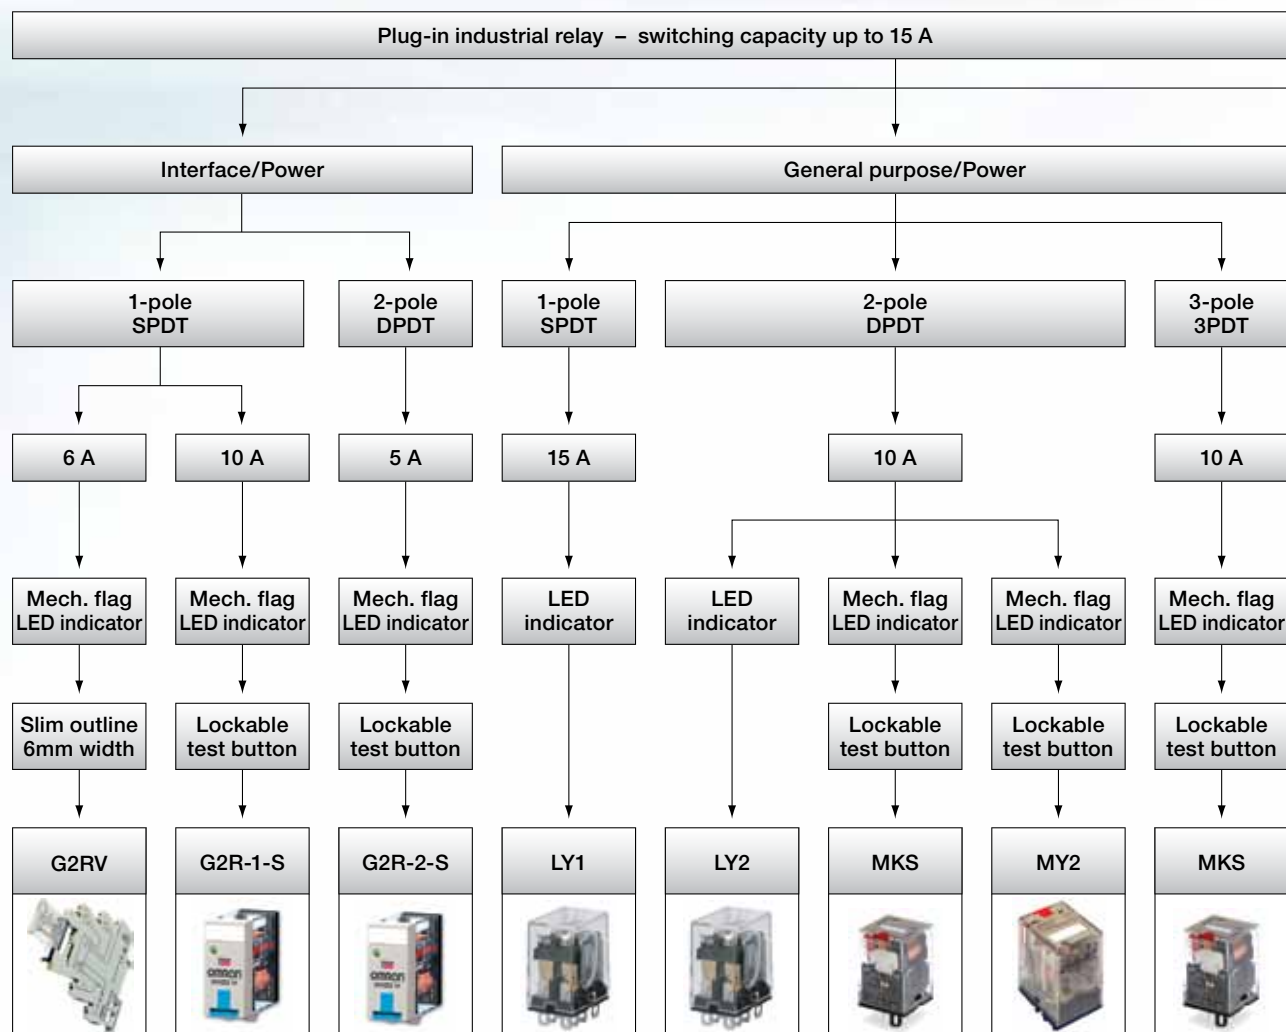 Plug-in industrial relay – switching capacity up to 15 A
Interface/Power
General purpose/Power
1-pole
SPDT
2-pole
DPDT
1-pole
SPDT
2-pole
DPDT
3-pole
3PDT
6 A
10 A
5 A
15 A
10 A
10 A
Mech. flag
LED indicator
Mech. flag
LED indicator
Mech. flag
LED indicator
LED
indicator
LED
indicator
Mech. flag
LED indicator
Mech. flag
LED indicator
Mech. flag
LED indicator
Slim outline
6mm width
Lockable
test button
Lockable
test button
Lockable
test button
Lockable
test button
Lockable
test button
G2RV
G2R-1-S
G2R-2-S
LY1
LY2
MKS
MY2
MKS
OMRON
OMRON